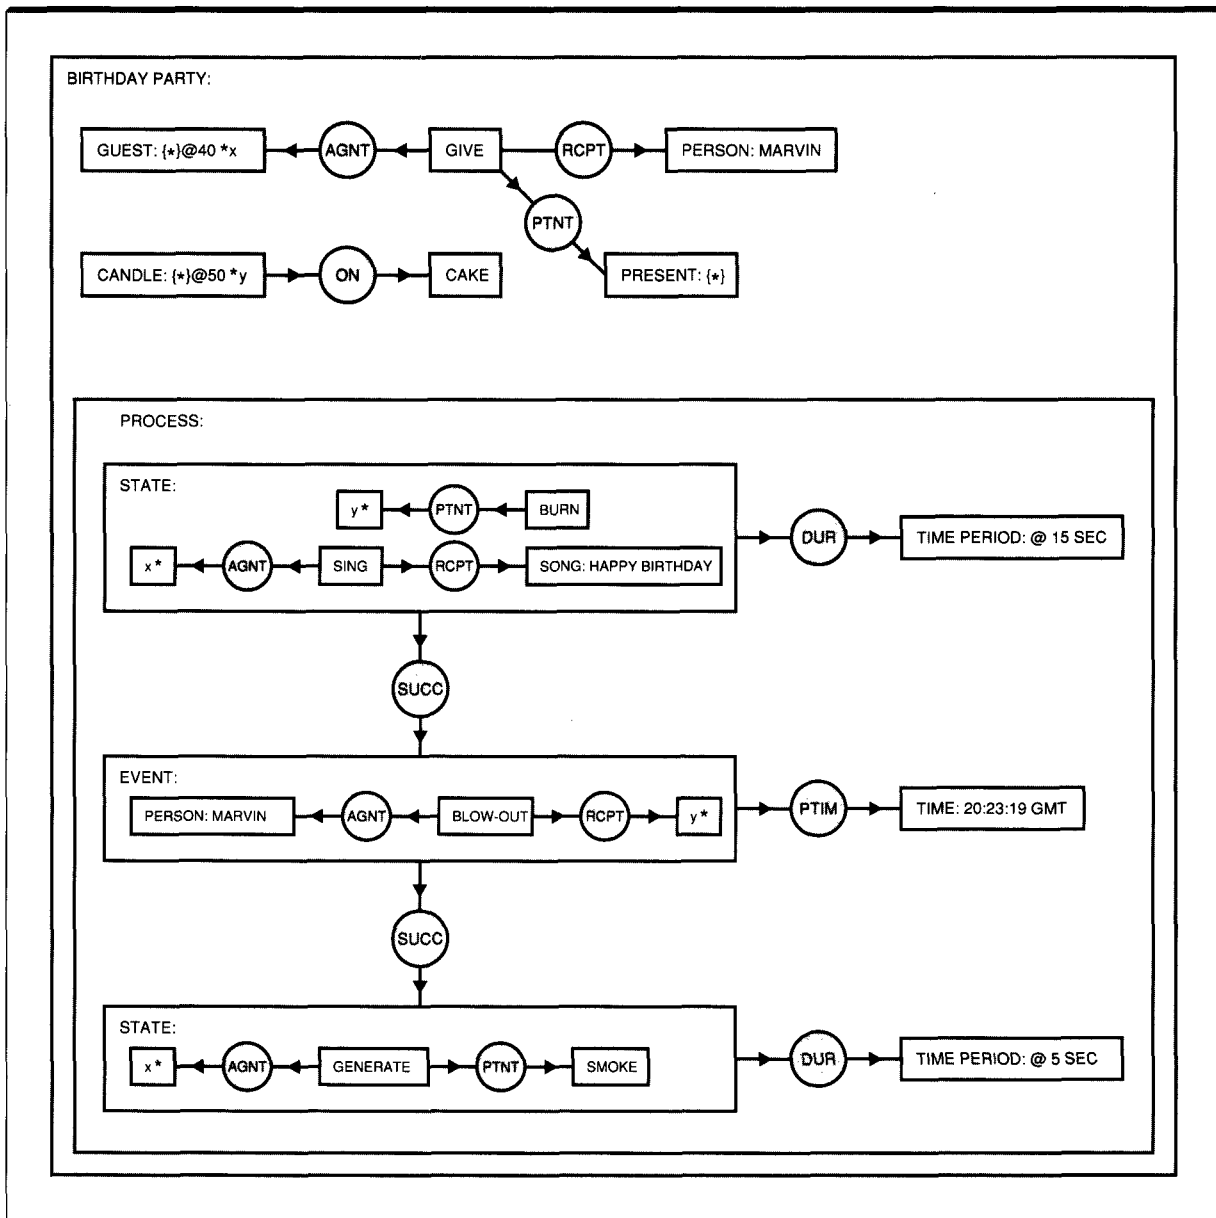 BIRTHDAY PARTY:
GUEST: {*}@40 *x AGNT GIVE RCPT PERSON: MARVIN
PTNT
CANDLE: {*}@50 *y ON CAKE PRESENT: {*}
PROCESS:
STATE:
y* PTNT BURN
DUR TIME PERIOD: @ 15 SEC
x* AGNT SING RCPT SONG: HAPPY BIRTHDAY
SUCC
EVENT:
PERSON: MARVIN AGNT BLOW-OUT RCPT y* PTIM TIME: 20:23:19 GMT
SUCC
STATE:
x* AGNT GENERATE PTNT SMOKE DUR TIME PERIOD: @ 5 SEC